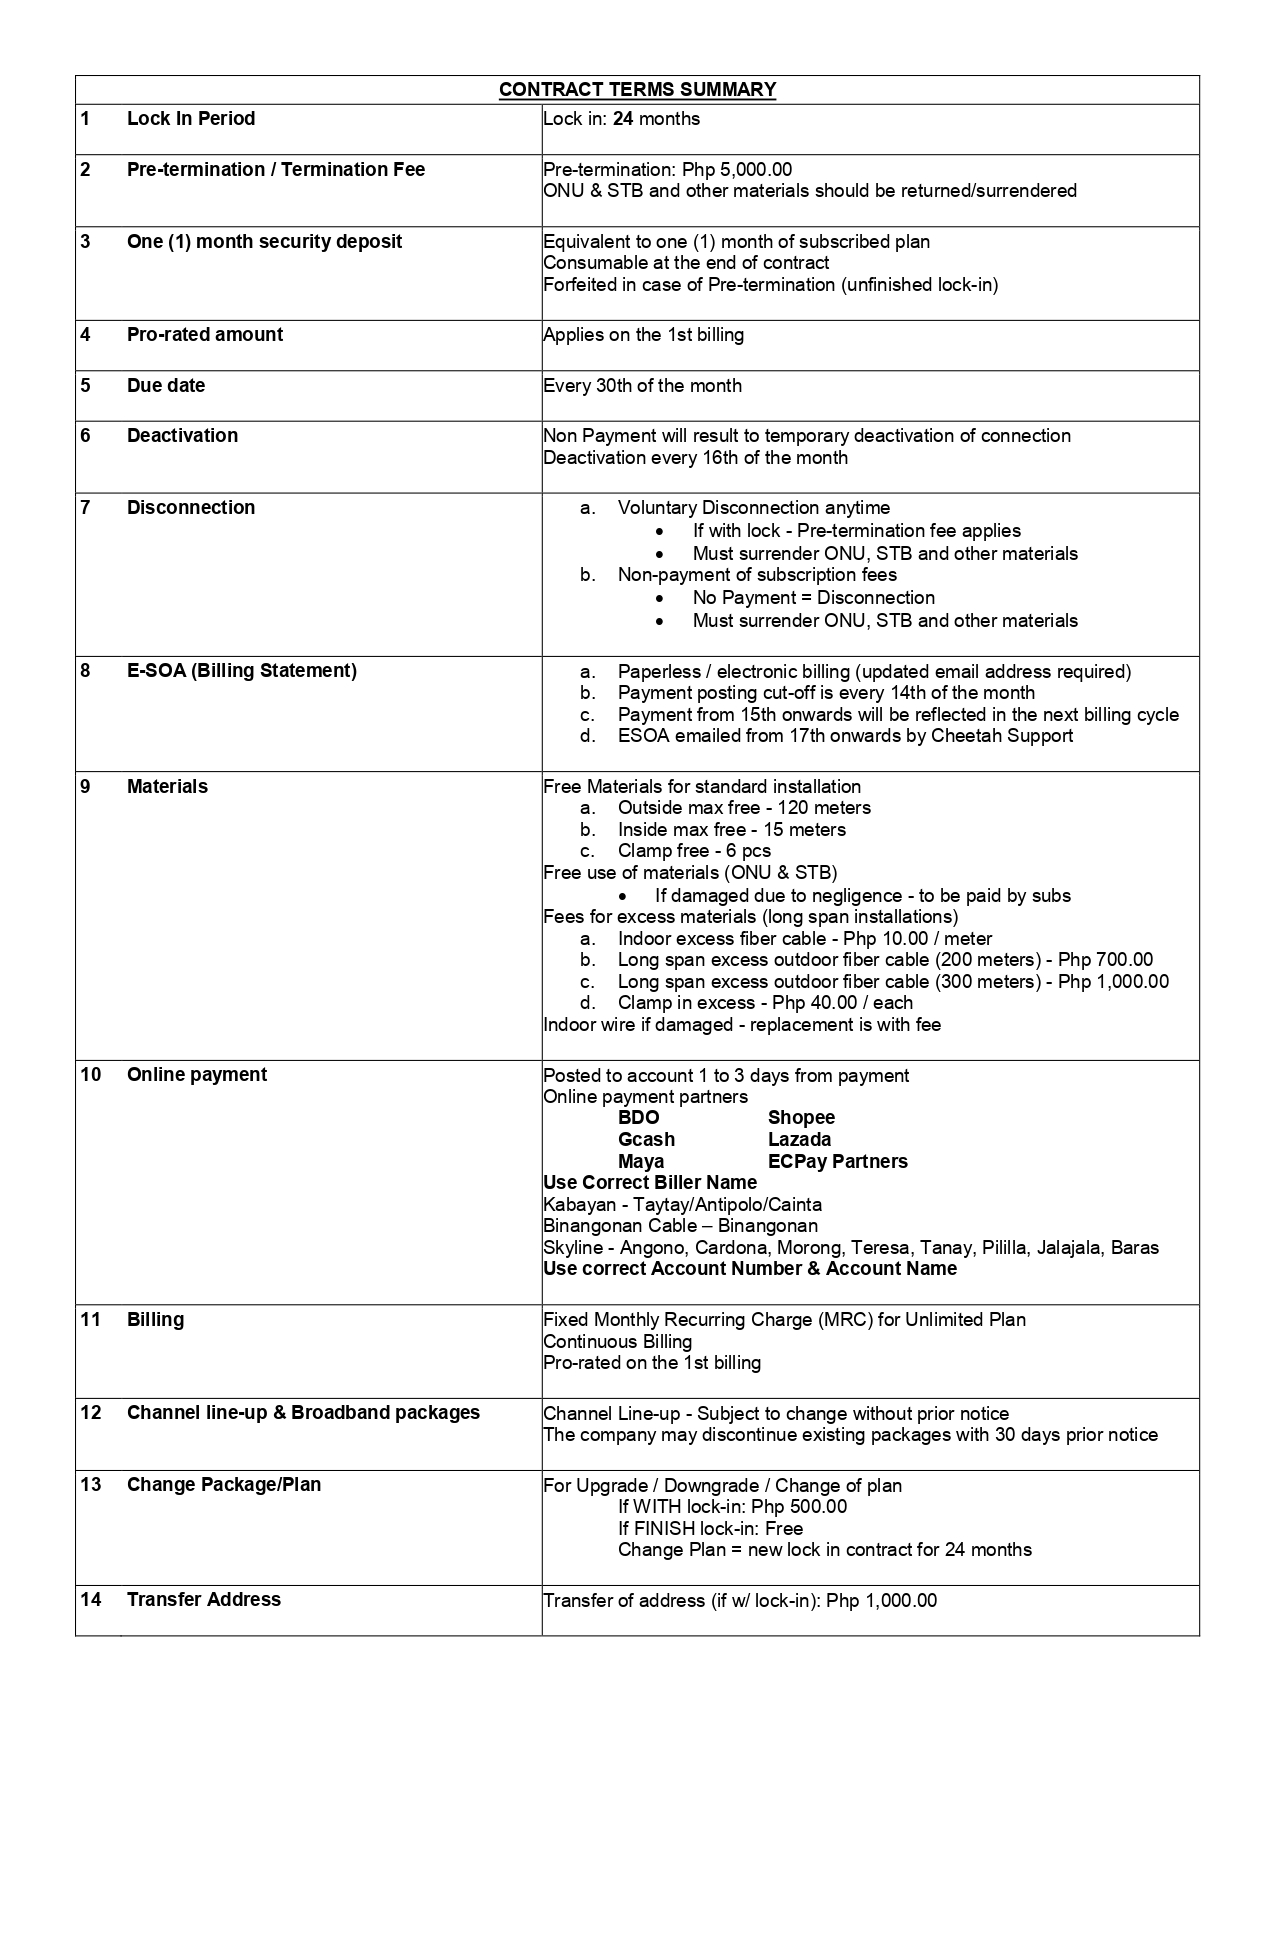 CONTRACT TERMS SUMMARY
1 Lock In Period Lock in: 24 months
2 Pre-termination / Termination Fee Pre-termination: Php 5,000.00
ONU & STB and other materials should be returned/surrendered
3 One (1) month security deposit Equivalent to one (1) month of subscribed plan
Consumable at the end of contract
Forfeited in case of Pre-termination (unfinished lock-in)
4 Pro-rated amount Applies on the 1st billing
5 Due date Every 30th of the month
6 Deactivation Non Payment will result to temporary deactivation of connection
Deactivation every 16th of the month
7 Disconnection a. Voluntary Disconnection anytime
• If with lock - Pre-termination fee applies
• Must surrender ONU, STB and other materials
b. Non-payment of subscription fees
• No Payment = Disconnection
• Must surrender ONU, STB and other materials
8 E-SOA (Billing Statement) a. Paperless / electronic billing (updated email address required)
b. Payment posting cut-off is every 14th of the month
c. Payment from 15th onwards will be reflected in the next billing cycle
d. ESOA emailed from 17th onwards by Cheetah Support
9 Materials Free Materials for standard installation
a. Outside max free - 120 meters
b. Inside max free - 15 meters
c. Clamp free - 6 pcs
Free use of materials (ONU & STB)
• If damaged due to negligence - to be paid by subs
Fees for excess materials (long span installations)
a. Indoor excess fiber cable - Php 10.00 / meter
b. Long span excess outdoor fiber cable (200 meters) - Php 700.00
c. Long span excess outdoor fiber cable (300 meters) - Php 1,000.00
d. Clamp in excess - Php 40.00 / each
Indoor wire if damaged - replacement is with fee
10 Online payment Posted to account 1 to 3 days from payment
Online payment partners
BDO Shopee
Gcash Lazada
Maya ECPay Partners
Use Correct Biller Name
Kabayan - Taytay/Antipolo/Cainta
Binangonan Cable – Binangonan
Skyline - Angono, Cardona, Morong, Teresa, Tanay, Pililla, Jalajala, Baras
Use correct Account Number & Account Name
11 Billing Fixed Monthly Recurring Charge (MRC) for Unlimited Plan
Continuous Billing
Pro-rated on the 1st billing
12 Channel line-up & Broadband packages Channel Line-up - Subject to change without prior notice
The company may discontinue existing packages with 30 days prior notice
13 Change Package/Plan For Upgrade / Downgrade / Change of plan
If WITH lock-in: Php 500.00
If FINISH lock-in: Free
Change Plan = new lock in contract for 24 months
14 Transfer Address Transfer of address (if w/ lock-in): Php 1,000.00